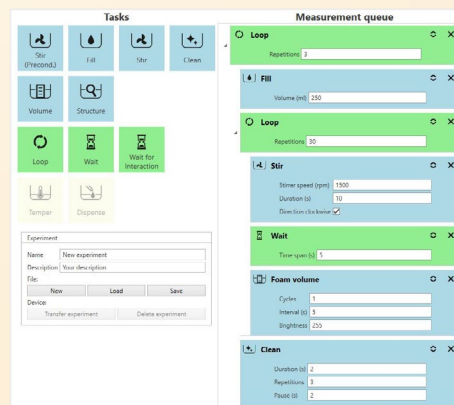 Tasks
Stir
(Precond.)
Fill
Stir
Clean
Volume
Structure
Loop
Wait
Wait for
Interaction
Temper
Dispense
Experiment
Name New experiment
Description Your description
File:
New Load Save
Device:
Transfer experiment Delete experiment
Measurement queue
Loop
Repetitions 3
Fill
Volume (ml) 250
Loop
Repetitions 30
Stir
Stirrer speed (rpm) 1500
Duration (s) 10
Direction clockwise
Wait
Time span (s) 5
Foam volume
Cycles 1
Interval (s) 5
Brightness 255
Clean
Duration (s) 2
Repetitions 3
Pause (s) 2